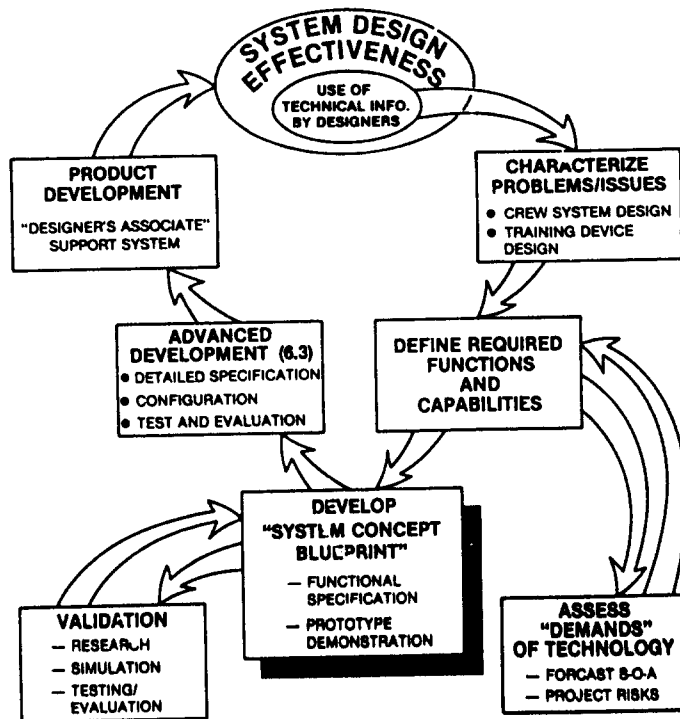 SYSTEM DESIGN
EFFECTIVENESS
USE OF
TECHNICAL INFO.
BY DESIGNERS
PRODUCT
DEVELOPMENT
"DESIGNER'S ASSOCIATE"
SUPPORT SYSTEM
CHARACTERIZE
PROBLEMS/ISSUES
• CREW SYSTEM DESIGN
• TRAINING DEVICE
DESIGN
ADVANCED
DEVELOPMENT (6.3)
• DETAILED SPECIFICATION
• CONFIGURATION
• TEST AND EVALUATION
DEFINE REQUIRED
FUNCTIONS
AND
CAPABILITIES
DEVELOP
"SYSTEM CONCEPT
BLUEPRINT"
— FUNCTIONAL
SPECIFICATION
— PROTOTYPE
DEMONSTRATION
VALIDATION
— RESEARCH
— SIMULATION
— TESTING/
EVALUATION
ASSESS
"DEMANDS"
OF TECHNOLOGY
— FORCAST S-O-A
— PROJECT RISKS